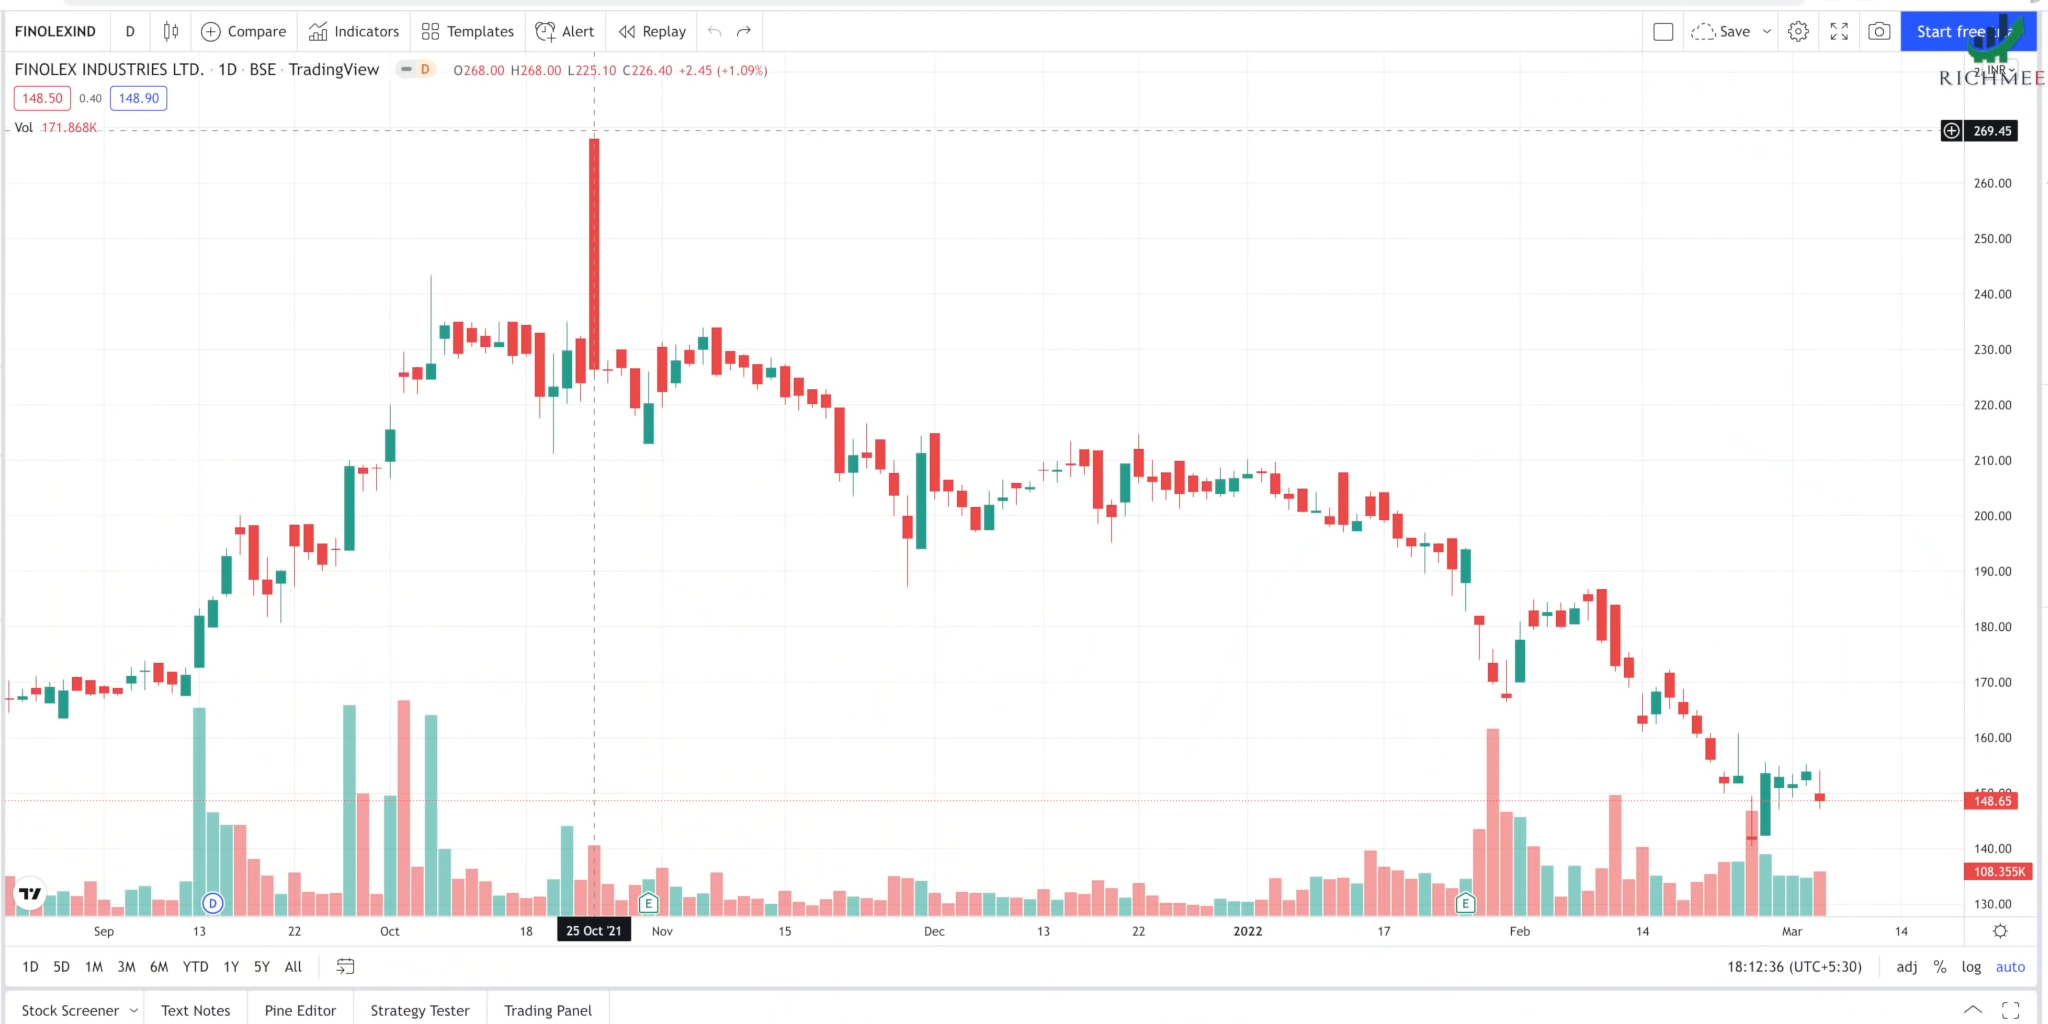 FINOLEXIND D Compare Indicators Templates Alert Replay Save Start free
FINOLEX INDUSTRIES LTD. · 1D · BSE · TradingView D O268.00 H268.00 L225.10 C226.40 +2.45 (+1.09%)
INR
RICHMEE
148.50 0.40 148.90
Vol 171.868K
269.45
260.00
250.00
240.00
230.00
220.00
210.00
200.00
190.00
180.00
170.00
160.00
150.00
148.65
140.00
108.355K
130.00
D E E
Sep 13 22 Oct 18 25 Oct '21 Nov 15 Dec 13 22 2022 17 Feb 14 Mar 14
1D 5D 1M 3M 6M YTD 1Y 5Y All 18:12:36 (UTC+5:30) adj % log auto
Stock Screener Text Notes Pine Editor Strategy Tester Trading Panel